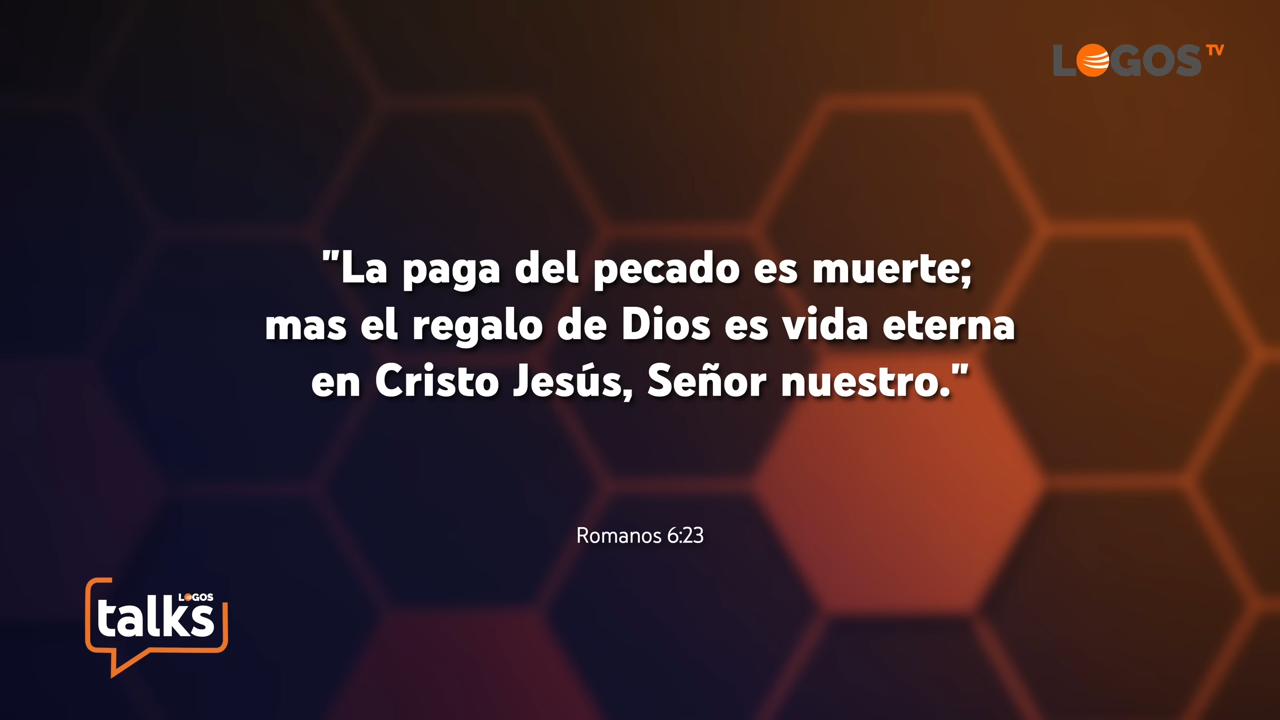 LOGOS TV
"La paga del pecado es muerte;
mas el regalo de Dios es vida eterna
en Cristo Jesús, Señor nuestro."
Romanos 6:23
LOGOS
talks